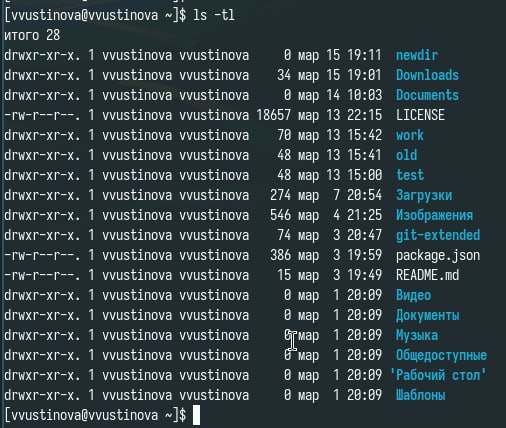 [vvustinova@vvustinova ~]$ ls -tl
итого 28
drwxr-xr-x. 1 vvustinova vvustinova     0 мар 15 19:11  newdir
drwxr-xr-x. 1 vvustinova vvustinova    34 мар 15 19:01  Downloads
drwxr-xr-x. 1 vvustinova vvustinova     0 мар 14 10:03  Documents
-rw-r--r--. 1 vvustinova vvustinova 18657 мар 13 22:15  LICENSE
drwxr-xr-x. 1 vvustinova vvustinova    70 мар 13 15:42  work
drwxr-xr-x. 1 vvustinova vvustinova    48 мар 13 15:41  old
drwxr-xr-x. 1 vvustinova vvustinova    48 мар 13 15:00  test
drwxr-xr-x. 1 vvustinova vvustinova   274 мар  7 20:54  Загрузки
drwxr-xr-x. 1 vvustinova vvustinova   546 мар  4 21:25  Изображения
drwxr-xr-x. 1 vvustinova vvustinova    74 мар  3 20:47  git-extended
-rw-r--r--. 1 vvustinova vvustinova   386 мар  3 19:59  package.json
-rw-r--r--. 1 vvustinova vvustinova    15 мар  3 19:49  README.md
drwxr-xr-x. 1 vvustinova vvustinova     0 мар  1 20:09  Видео
drwxr-xr-x. 1 vvustinova vvustinova     0 мар  1 20:09  Документы
drwxr-xr-x. 1 vvustinova vvustinova     0 мар  1 20:09  Музыка
drwxr-xr-x. 1 vvustinova vvustinova     0 мар  1 20:09  Общедоступные
drwxr-xr-x. 1 vvustinova vvustinova     0 мар  1 20:09 'Рабочий стол'
drwxr-xr-x. 1 vvustinova vvustinova     0 мар  1 20:09  Шаблоны
[vvustinova@vvustinova ~]$